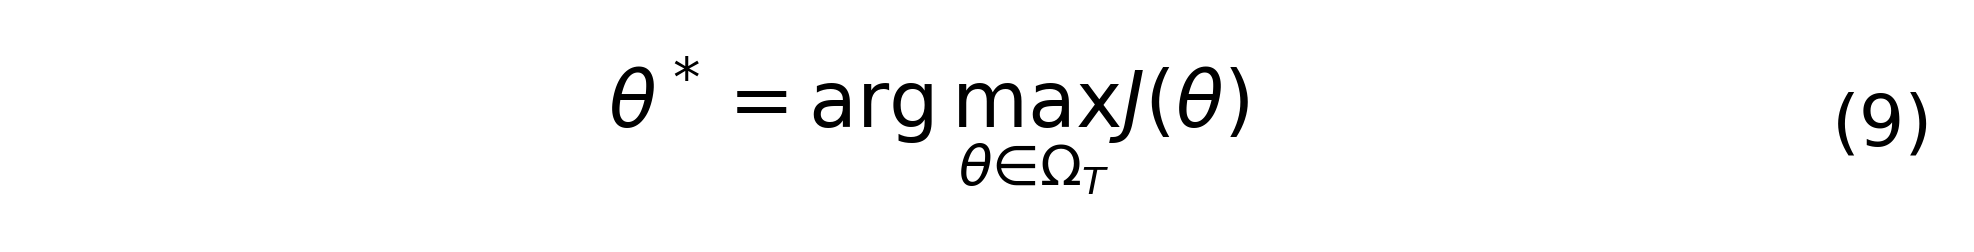 θ* = arg max J(θ) (9)
θ∈Ω_T